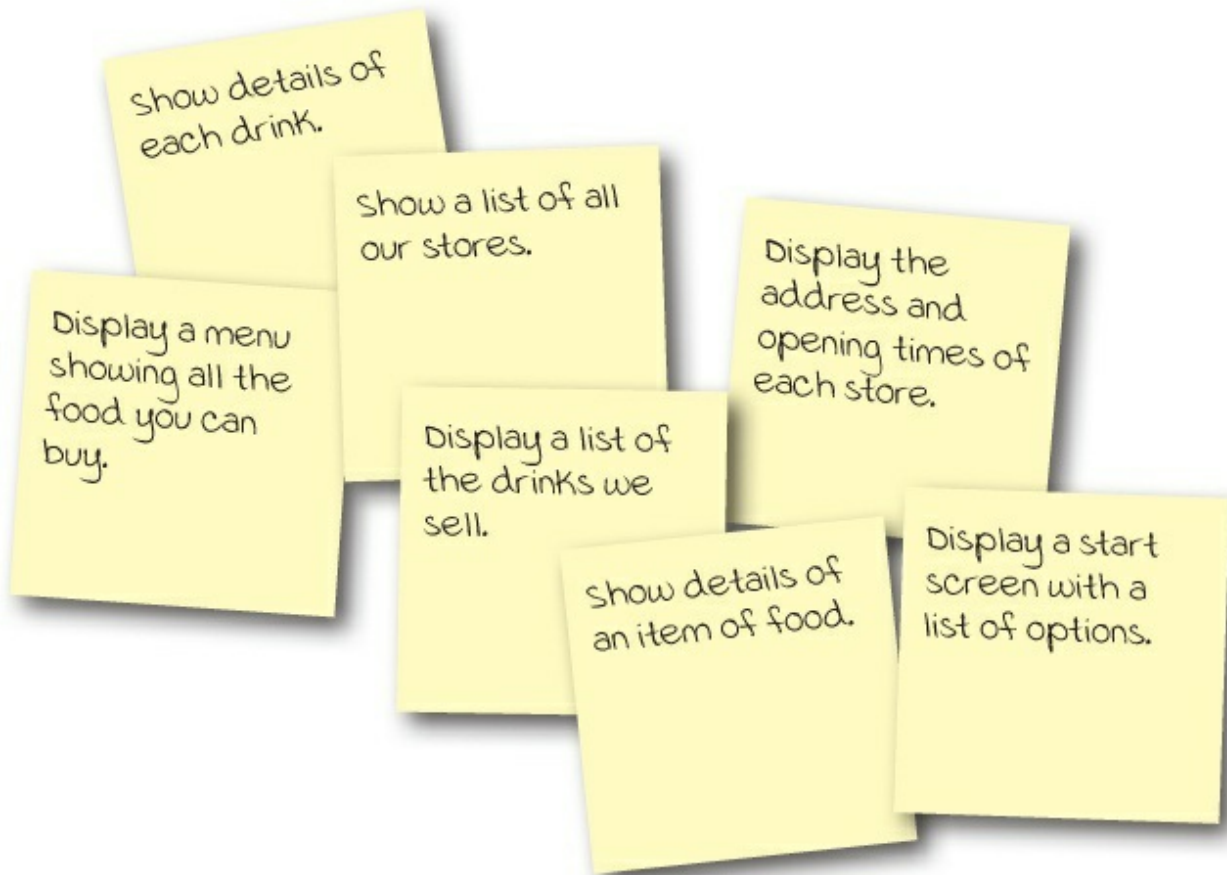 Show details of
each drink.
Show a list of all
our stores.
Display the
address and
opening times of
each store.
Display a menu
showing all the
food you can
buy.
Display a list of
the drinks we
sell.
Show details of
an item of food.
Display a start
screen with a
list of options.